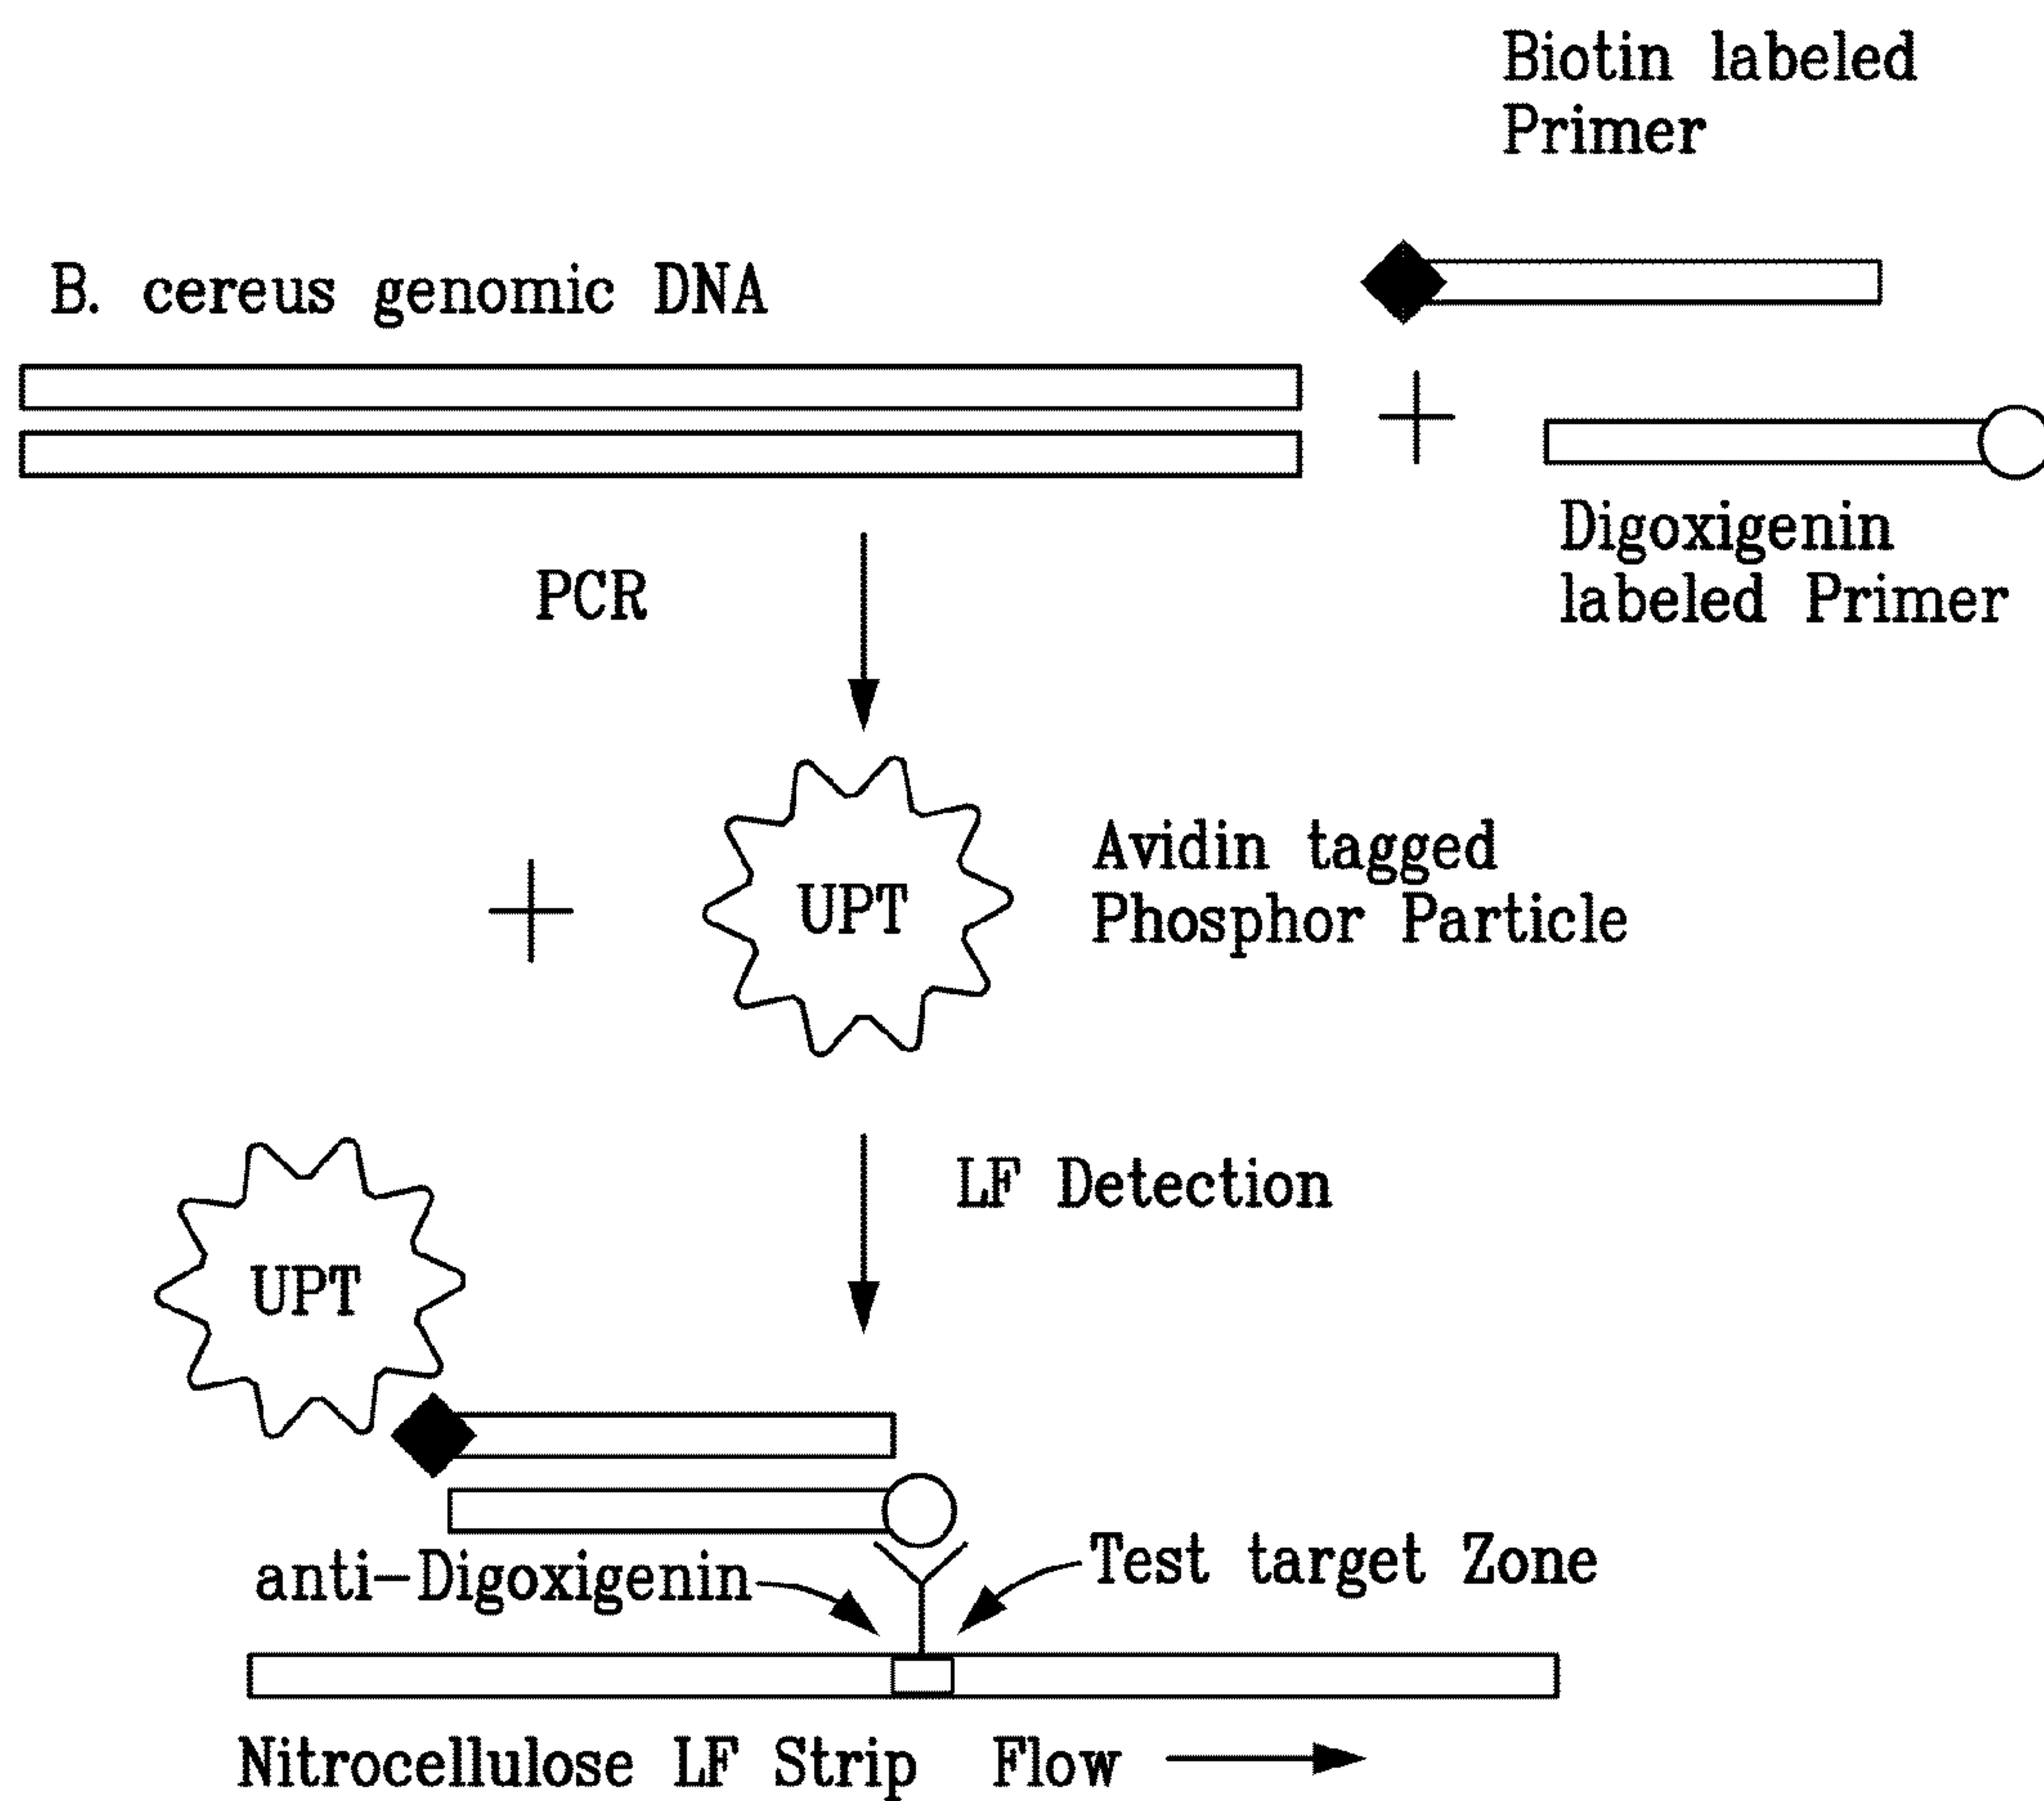 Biotin labeled
Primer
B. cereus genomic DNA
Digoxigenin
labeled Primer
PCR
UPT
Avidin tagged
Phosphor Particle
LF Detection
UPT
anti-Digoxigenin
Test target Zone
Nitrocellulose LF Strip Flow